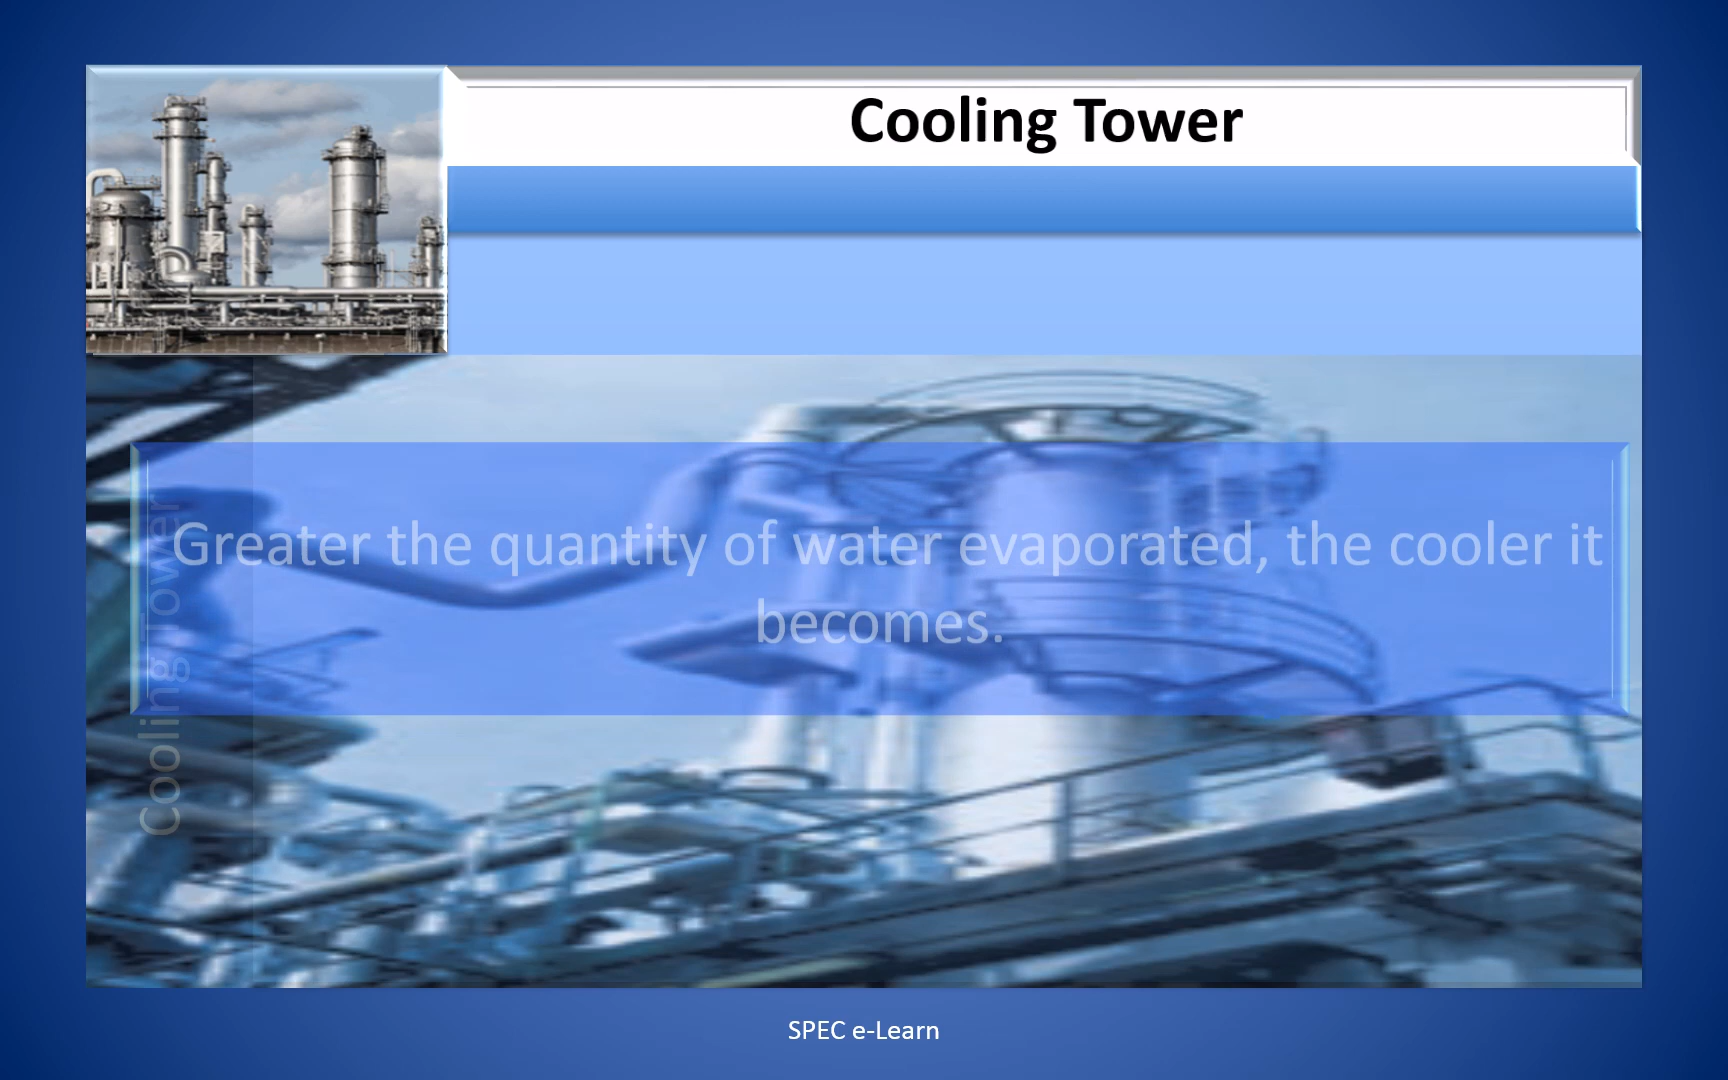 Cooling Tower
Greater the quantity of water evaporated, the cooler it
becomes.
Cooling Tower
SPEC e-Learn